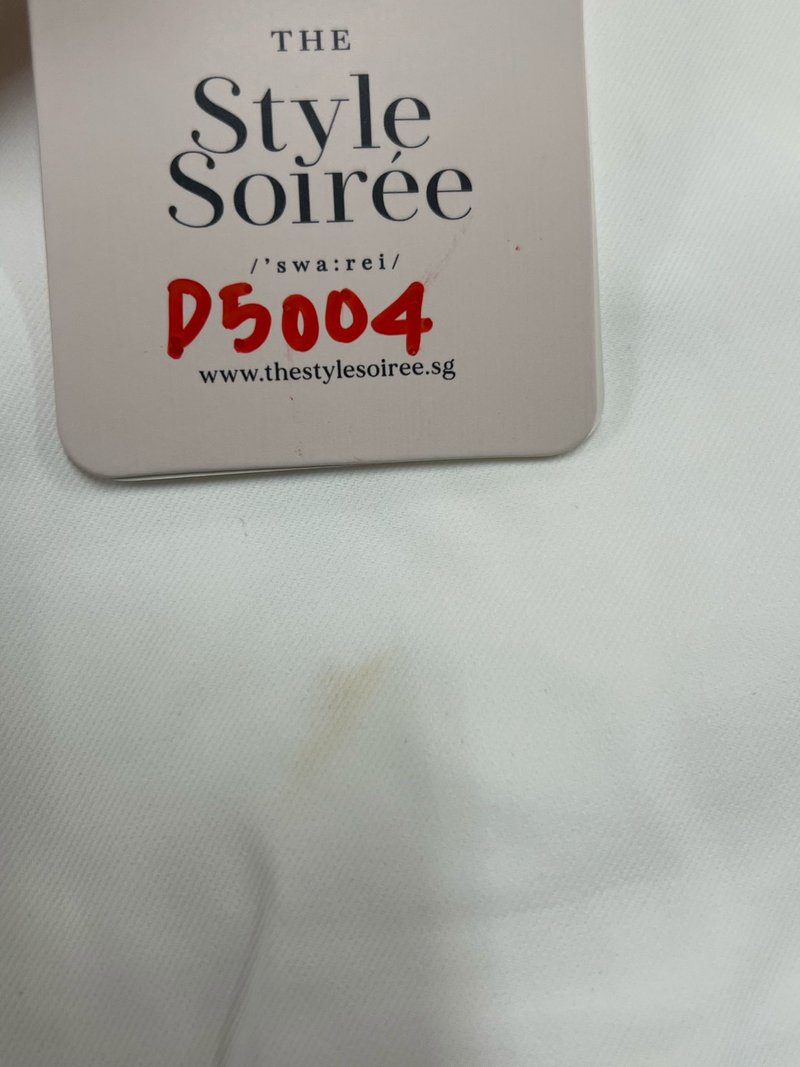 THE
Style
Soirée
/'swa:rei/
D5004
www.thestylesoiree.sg